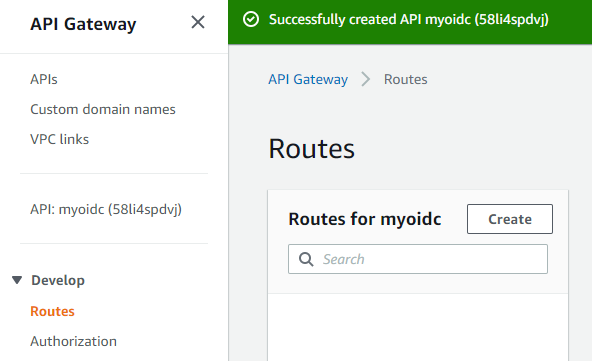 API Gateway
APIs
Custom domain names
VPC links
API: myoidc (58li4spdvj)
Develop
Routes
Authorization
Successfully created API myoidc (58li4spdvj)
API Gateway > Routes
Routes
Routes for myoidc
Create
Search